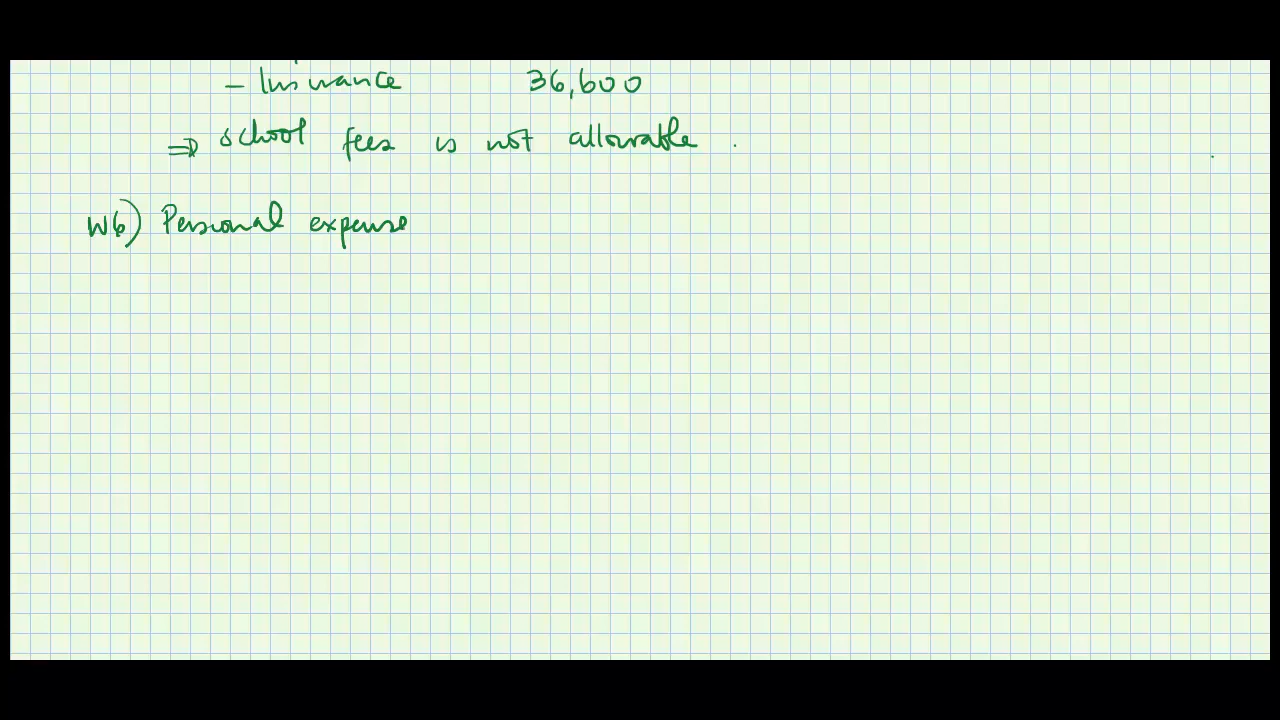 - Insurance 36,600
⇒ school fees is not allowable .
W6) Personal expense